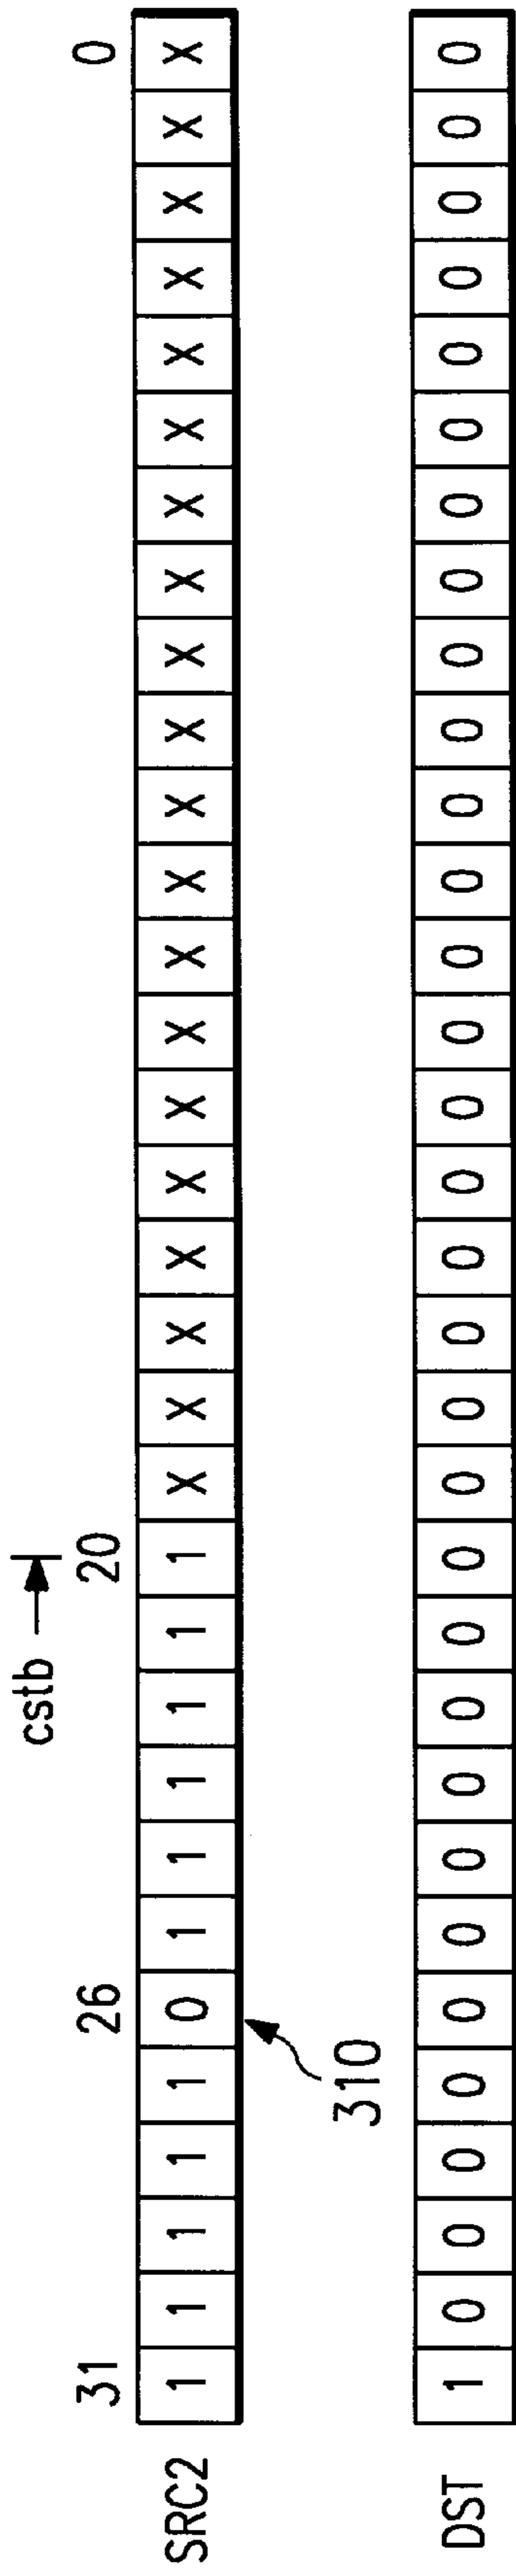 cstb
31 26 20 0
SRC2 1 1 1 1 1 0 1 1 1 1 1 1 X X X X X X X X X X X X X X X X X X X X
310
DST 1 0 0 0 0 0 0 0 0 0 0 0 0 0 0 0 0 0 0 0 0 0 0 0 0 0 0 0 0 0 0 0